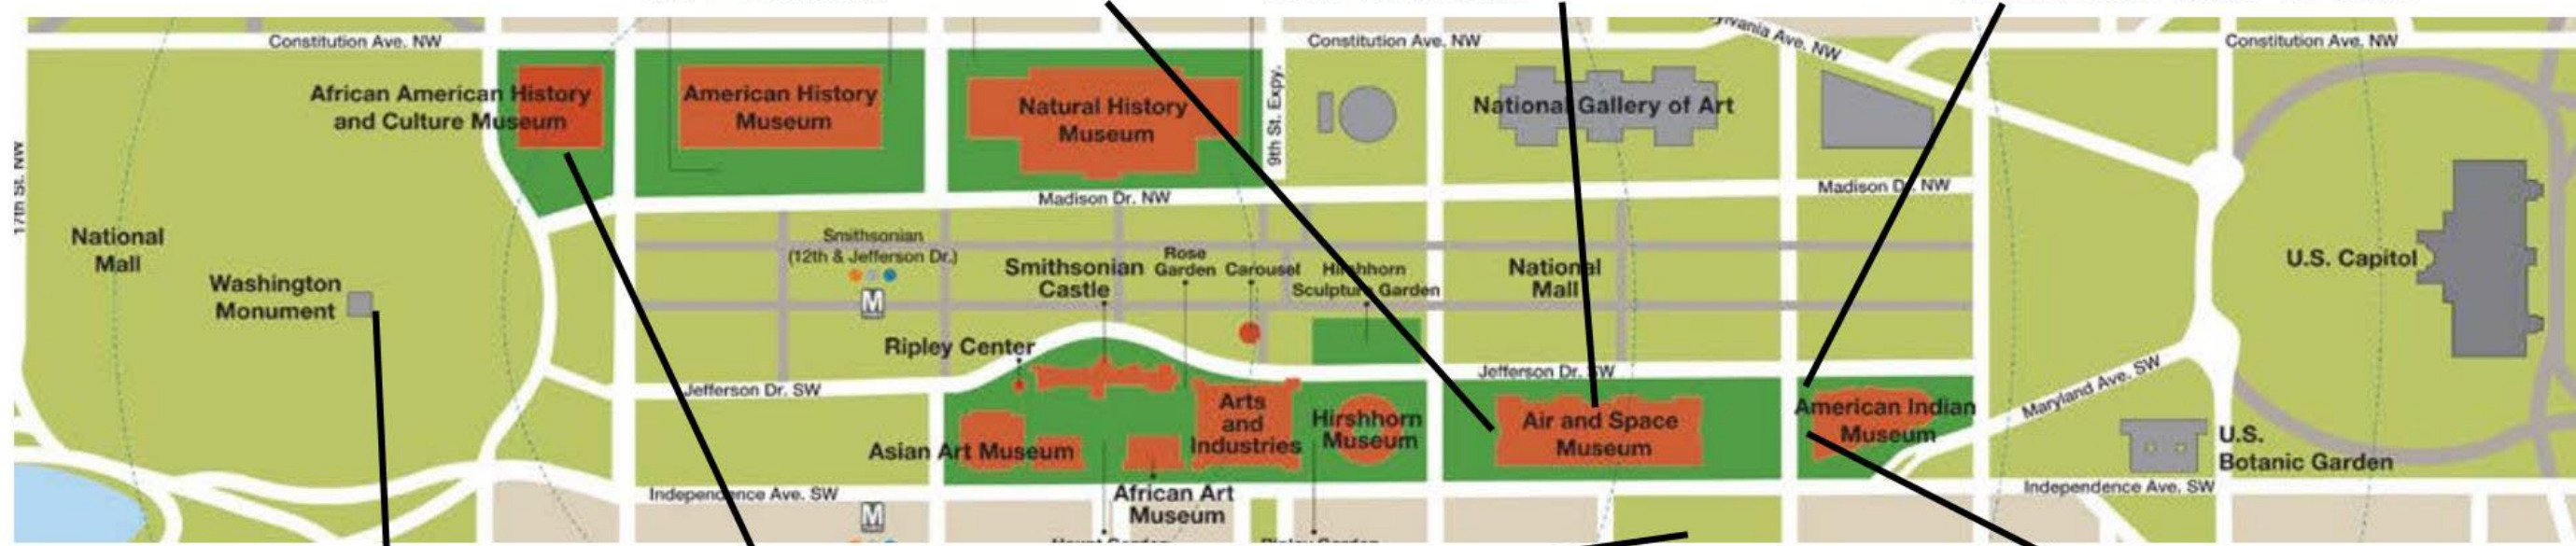 Constitution Ave. NW
Constitution Ave. NW
Constitution Ave. NW
Ave. NW
17th St. NW
African American History
and Culture Museum
American History
Museum
Natural History
Museum
9th St. Expy.
National Gallery of Art
Madison Dr. NW
Madison Dr. NW
National
Mall
Washington
Monument
Smithsonian
(12th & Jefferson Dr.)
M
Smithsonian
Castle
Rose
Garden
Carousel
Hirshhorn
Sculpture Garden
National
Mall
U.S. Capitol
Ripley Center
Jefferson Dr. SW
Jefferson Dr. SW
Maryland Ave. SW
Asian Art Museum
Arts
and
Industries
Hirshhorn
Museum
Air and Space
Museum
American Indian
Museum
U.S.
Botanic Garden
African Art
Museum
Independence Ave. SW
Independence Ave. SW
M